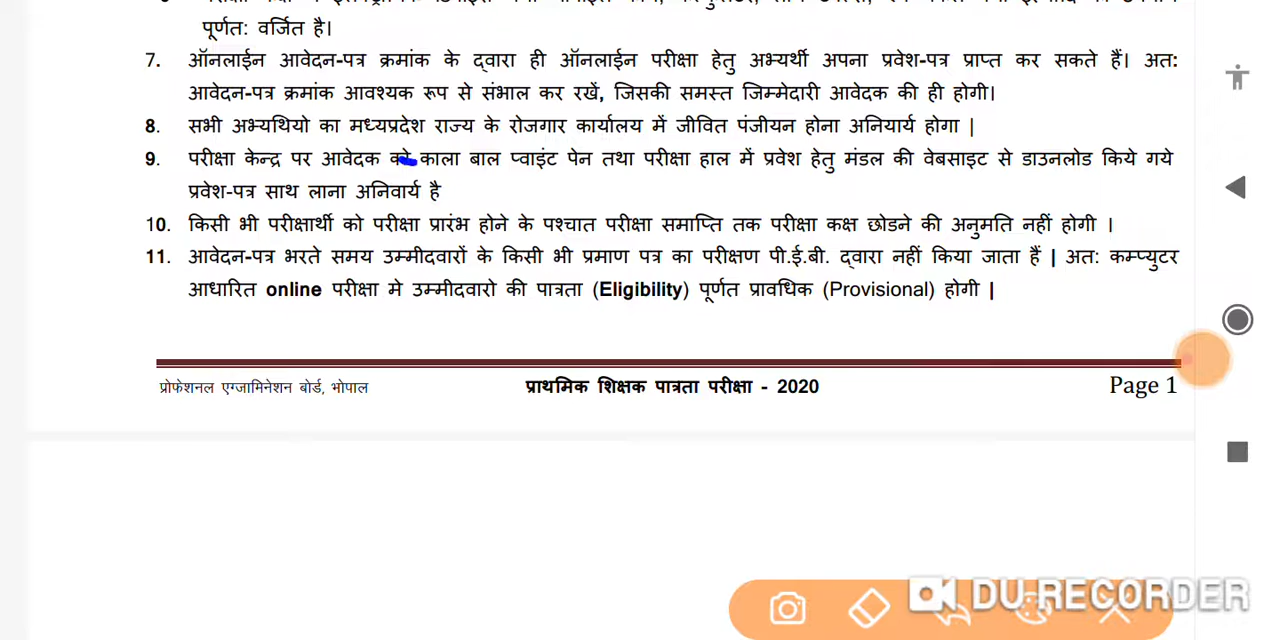 पूर्णत: वर्जित है।
7. ऑनलाईन आवेदन-पत्र क्रमांक के द्वारा ही ऑनलाईन परीक्षा हेतु अभ्यर्थी अपना प्रवेश-पत्र प्राप्त कर सकते हैं। अत:
आवेदन-पत्र क्रमांक आवश्यक रूप से संभाल कर रखें, जिसकी समस्त जिम्मेदारी आवेदक की ही होगी।
8. सभी अभ्यथियो का मध्यप्रदेश राज्य के रोजगार कार्यालय में जीवित पंजीयन होना अनियार्य होगा |
9. परीक्षा केन्द्र पर आवेदक को काला बाल प्वाइंट पेन तथा परीक्षा हाल में प्रवेश हेतु मंडल की वेबसाइट से डाउनलोड किये गये
प्रवेश-पत्र साथ लाना अनिवार्य है
10. किसी भी परीक्षार्थी को परीक्षा प्रारंभ होने के पश्चात परीक्षा समाप्ति तक परीक्षा कक्ष छोडने की अनुमति नहीं होगी ।
11. आवेदन-पत्र भरते समय उम्मीदवारों के किसी भी प्रमाण पत्र का परीक्षण पी.ई.बी. द्वारा नहीं किया जाता हैं | अत: कम्प्युटर
आधारित online परीक्षा मे उम्मीदवारो की पात्रता (Eligibility) पूर्णत प्रावधिक (Provisional) होगी |
प्रोफेशनल एग्जामिनेशन बोर्ड, भोपाल प्राथमिक शिक्षक पात्रता परीक्षा - 2020 Page 1
DU RECORDER